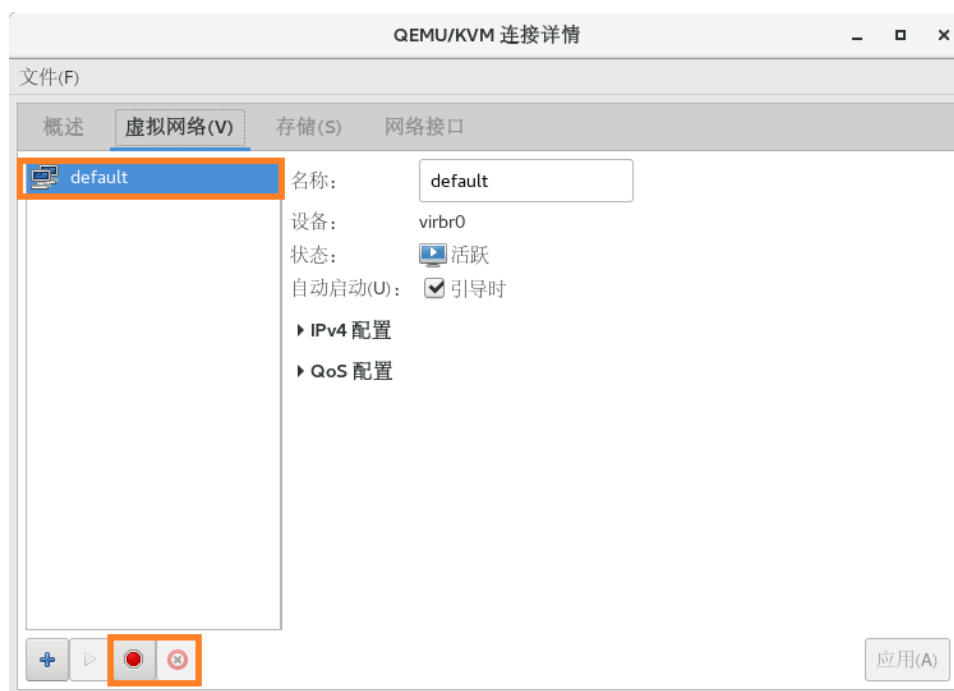 QEMU/KVM 连接详情
文件(F)
概述 虚拟网络(V) 存储(S) 网络接口
default
名称： default
设备： virbr0
状态： 活跃
自动启动(U)： 引导时
IPv4 配置
QoS 配置
应用(A)